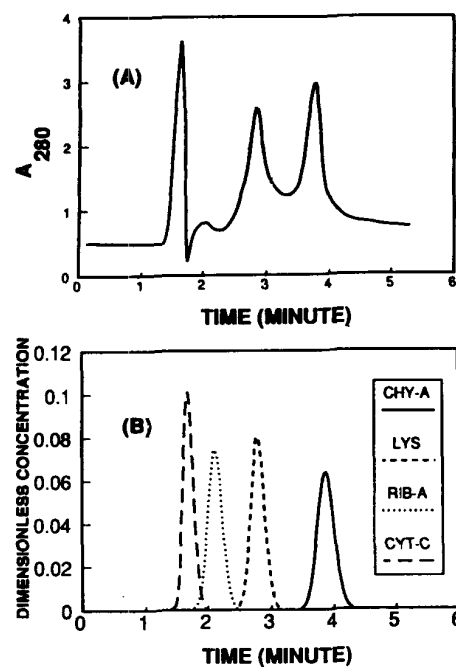 4
3
2
1
0
(A)
A
280
0 1 2 3 4 5 6
TIME (MINUTE)
0.12
0.1
0.08
0.06
0.04
0.02
0
DIMENSIONLESS CONCENTRATION
(B)
CHY-A
LYS
RIB-A
CYT-C
0 1 2 3 4 5 6
TIME (MINUTE)